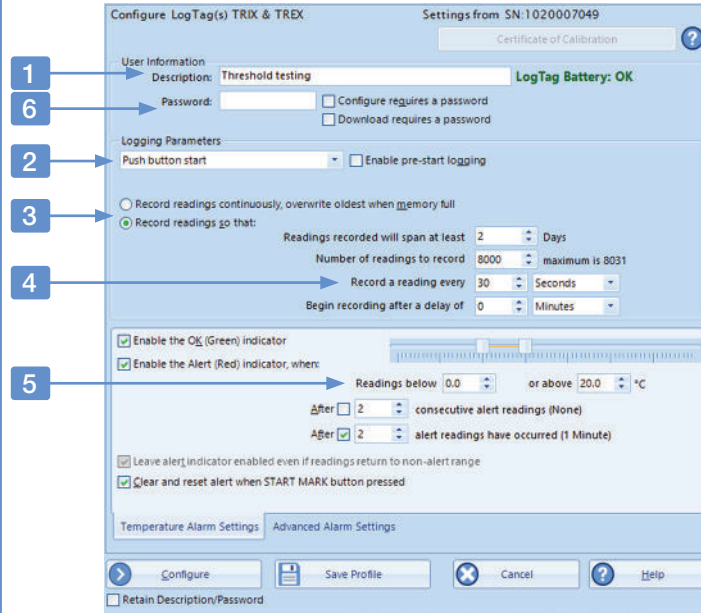 Configure LogTag(s) TRIX & TREX Settings from SN:1020007049
Certificate of Calibration ?
User Information
1 Description: Threshold testing LogTag Battery: OK
6 Password: Configure requires a password
Download requires a password
Logging Parameters
2 Push button start Enable pre-start logging
Record readings continuously, overwrite oldest when memory full
3 Record readings so that:
Readings recorded will span at least 2 Days
Number of readings to record 8000 maximum is 8031
4 Record a reading every 30 Seconds
Begin recording after a delay of 0 Minutes
Enable the OK (Green) indicator
Enable the Alert (Red) indicator, when:
5 Readings below 0.0 or above 20.0 °C
After 2 consecutive alert readings (None)
After 2 alert readings have occurred (1 Minute)
Leave alert indicator enabled even if readings return to non-alert range
Clear and reset alert when START MARK button pressed
Temperature Alarm Settings Advanced Alarm Settings
Configure Save Profile Cancel ? Help
Retain Description/Password